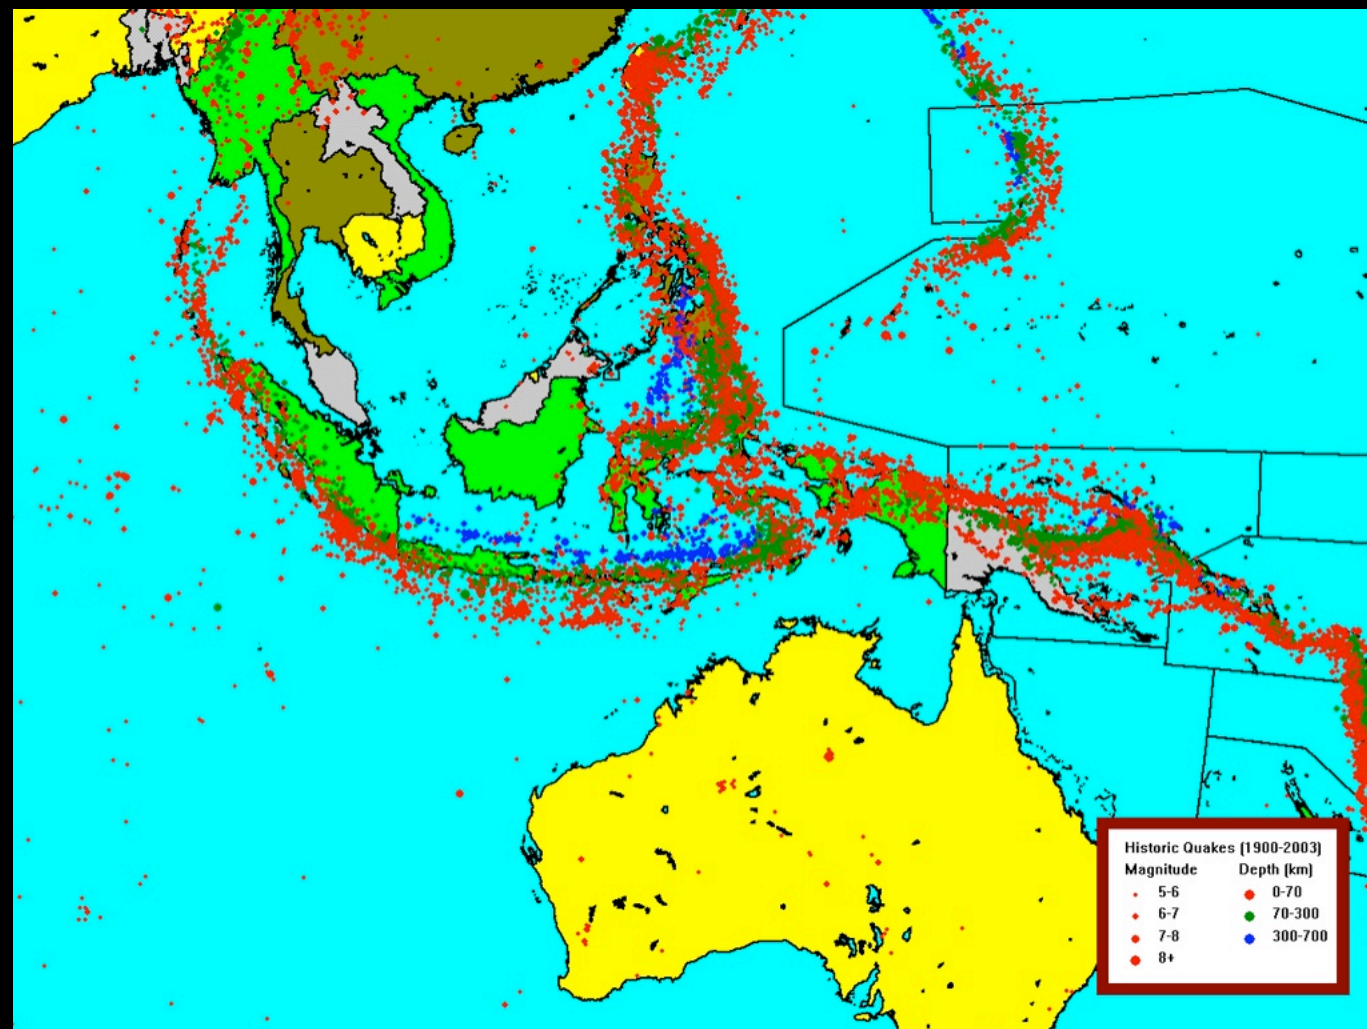 Historic Quakes (1900-2003)
Magnitude Depth (km)
5-6 0-70
6-7 70-300
7-8 300-700
8+